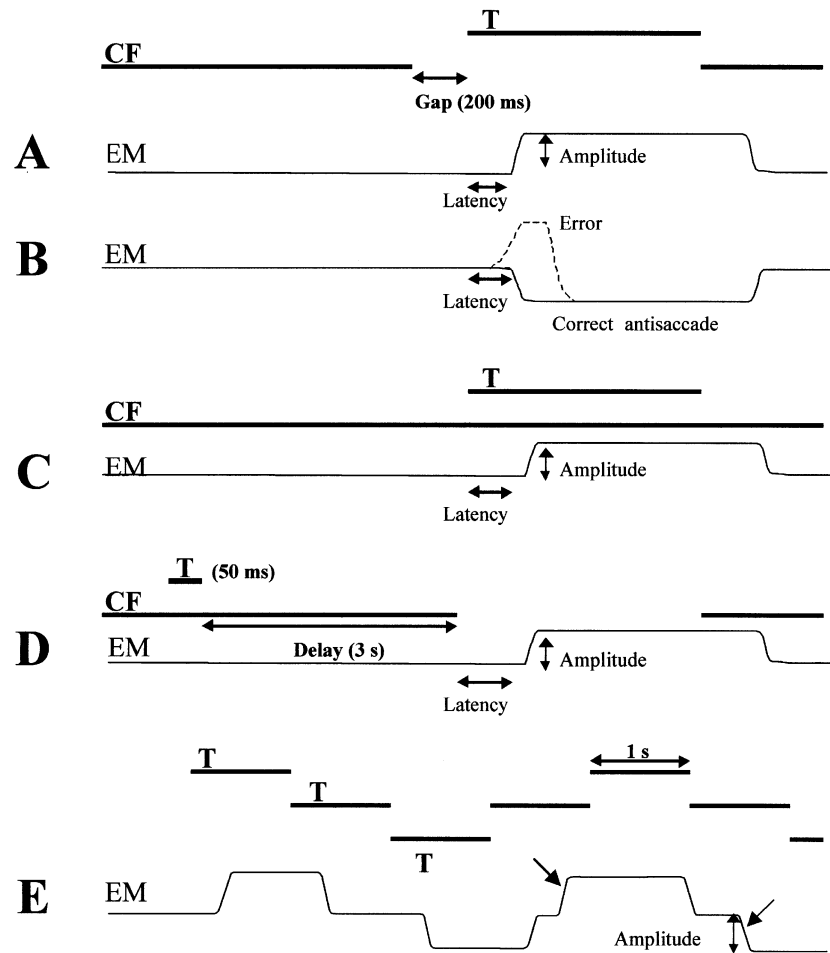 T
CF
Gap (200 ms)
A
EM
Amplitude
Latency
Error
B
EM
Latency
Correct antisaccade
T
CF
C
EM
Amplitude
Latency
T (50 ms)
CF
D
EM
Delay (3 s)
Amplitude
Latency
1 s
T
T
T
E
EM
Amplitude